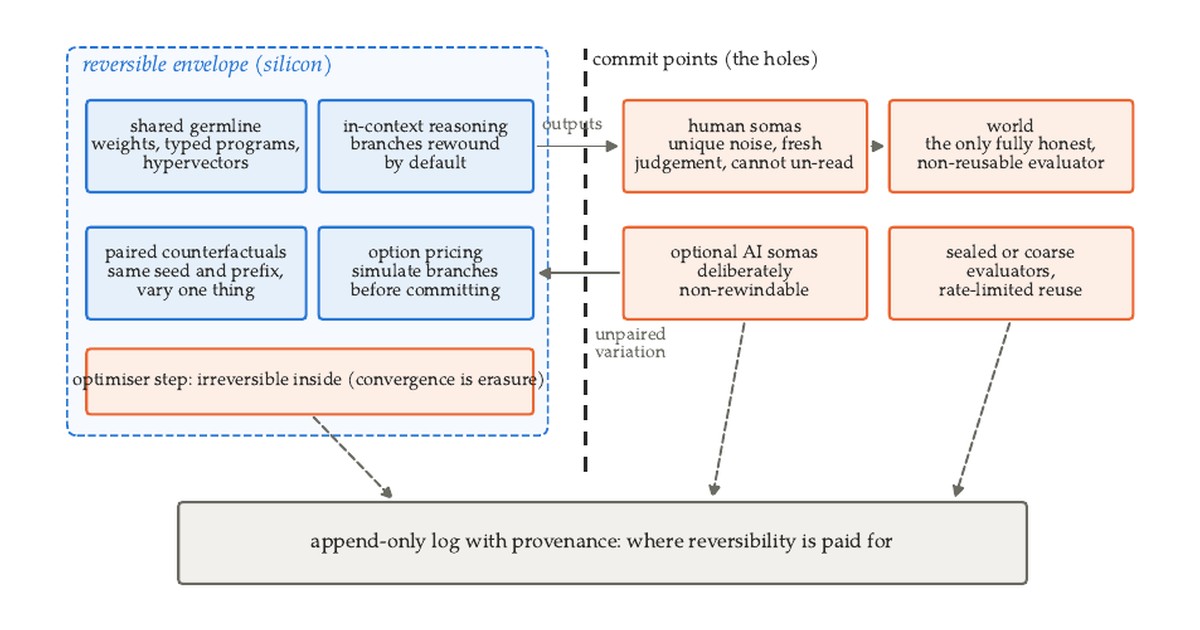 reversible envelope (silicon)
commit points (the holes)
shared germline
weights, typed programs,
hypervectors
in-context reasoning
branches rewound
by default
outputs
human somas
unique noise, fresh
judgement, cannot un-read
world
the only fully honest,
non-reusable evaluator
paired counterfactuals
same seed and prefix,
vary one thing
option pricing
simulate branches
before committing
optional AI somas
deliberately
non-rewindable
sealed or coarse
evaluators,
rate-limited reuse
unpaired
variation
optimiser step: irreversible inside (convergence is erasure)
append-only log with provenance: where reversibility is paid for